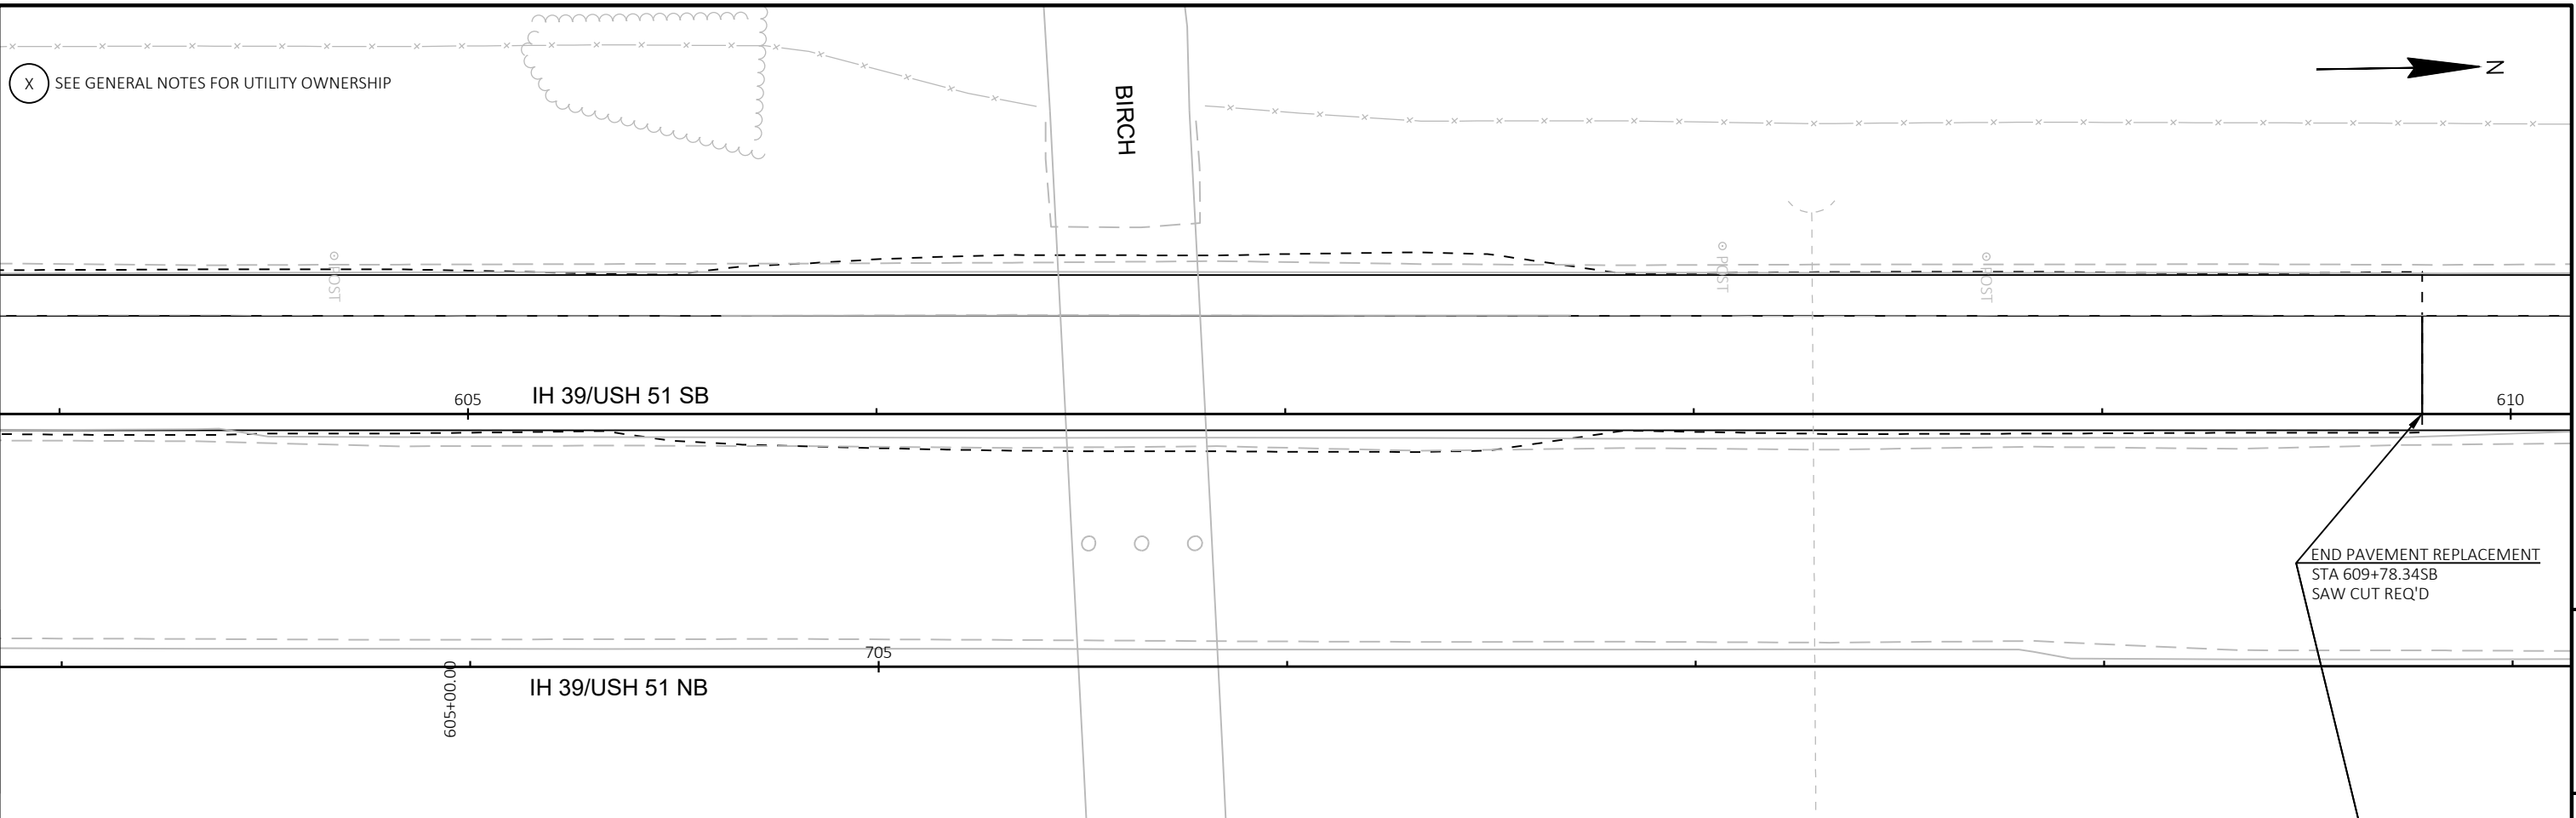 X SEE GENERAL NOTES FOR UTILITY OWNERSHIP
BIRCH
N
POST
POST
POST
605
IH 39/USH 51 SB
610
END PAVEMENT REPLACEMENT
STA 609+78.34SB
SAW CUT REQ'D
705
605+00.00
IH 39/USH 51 NB